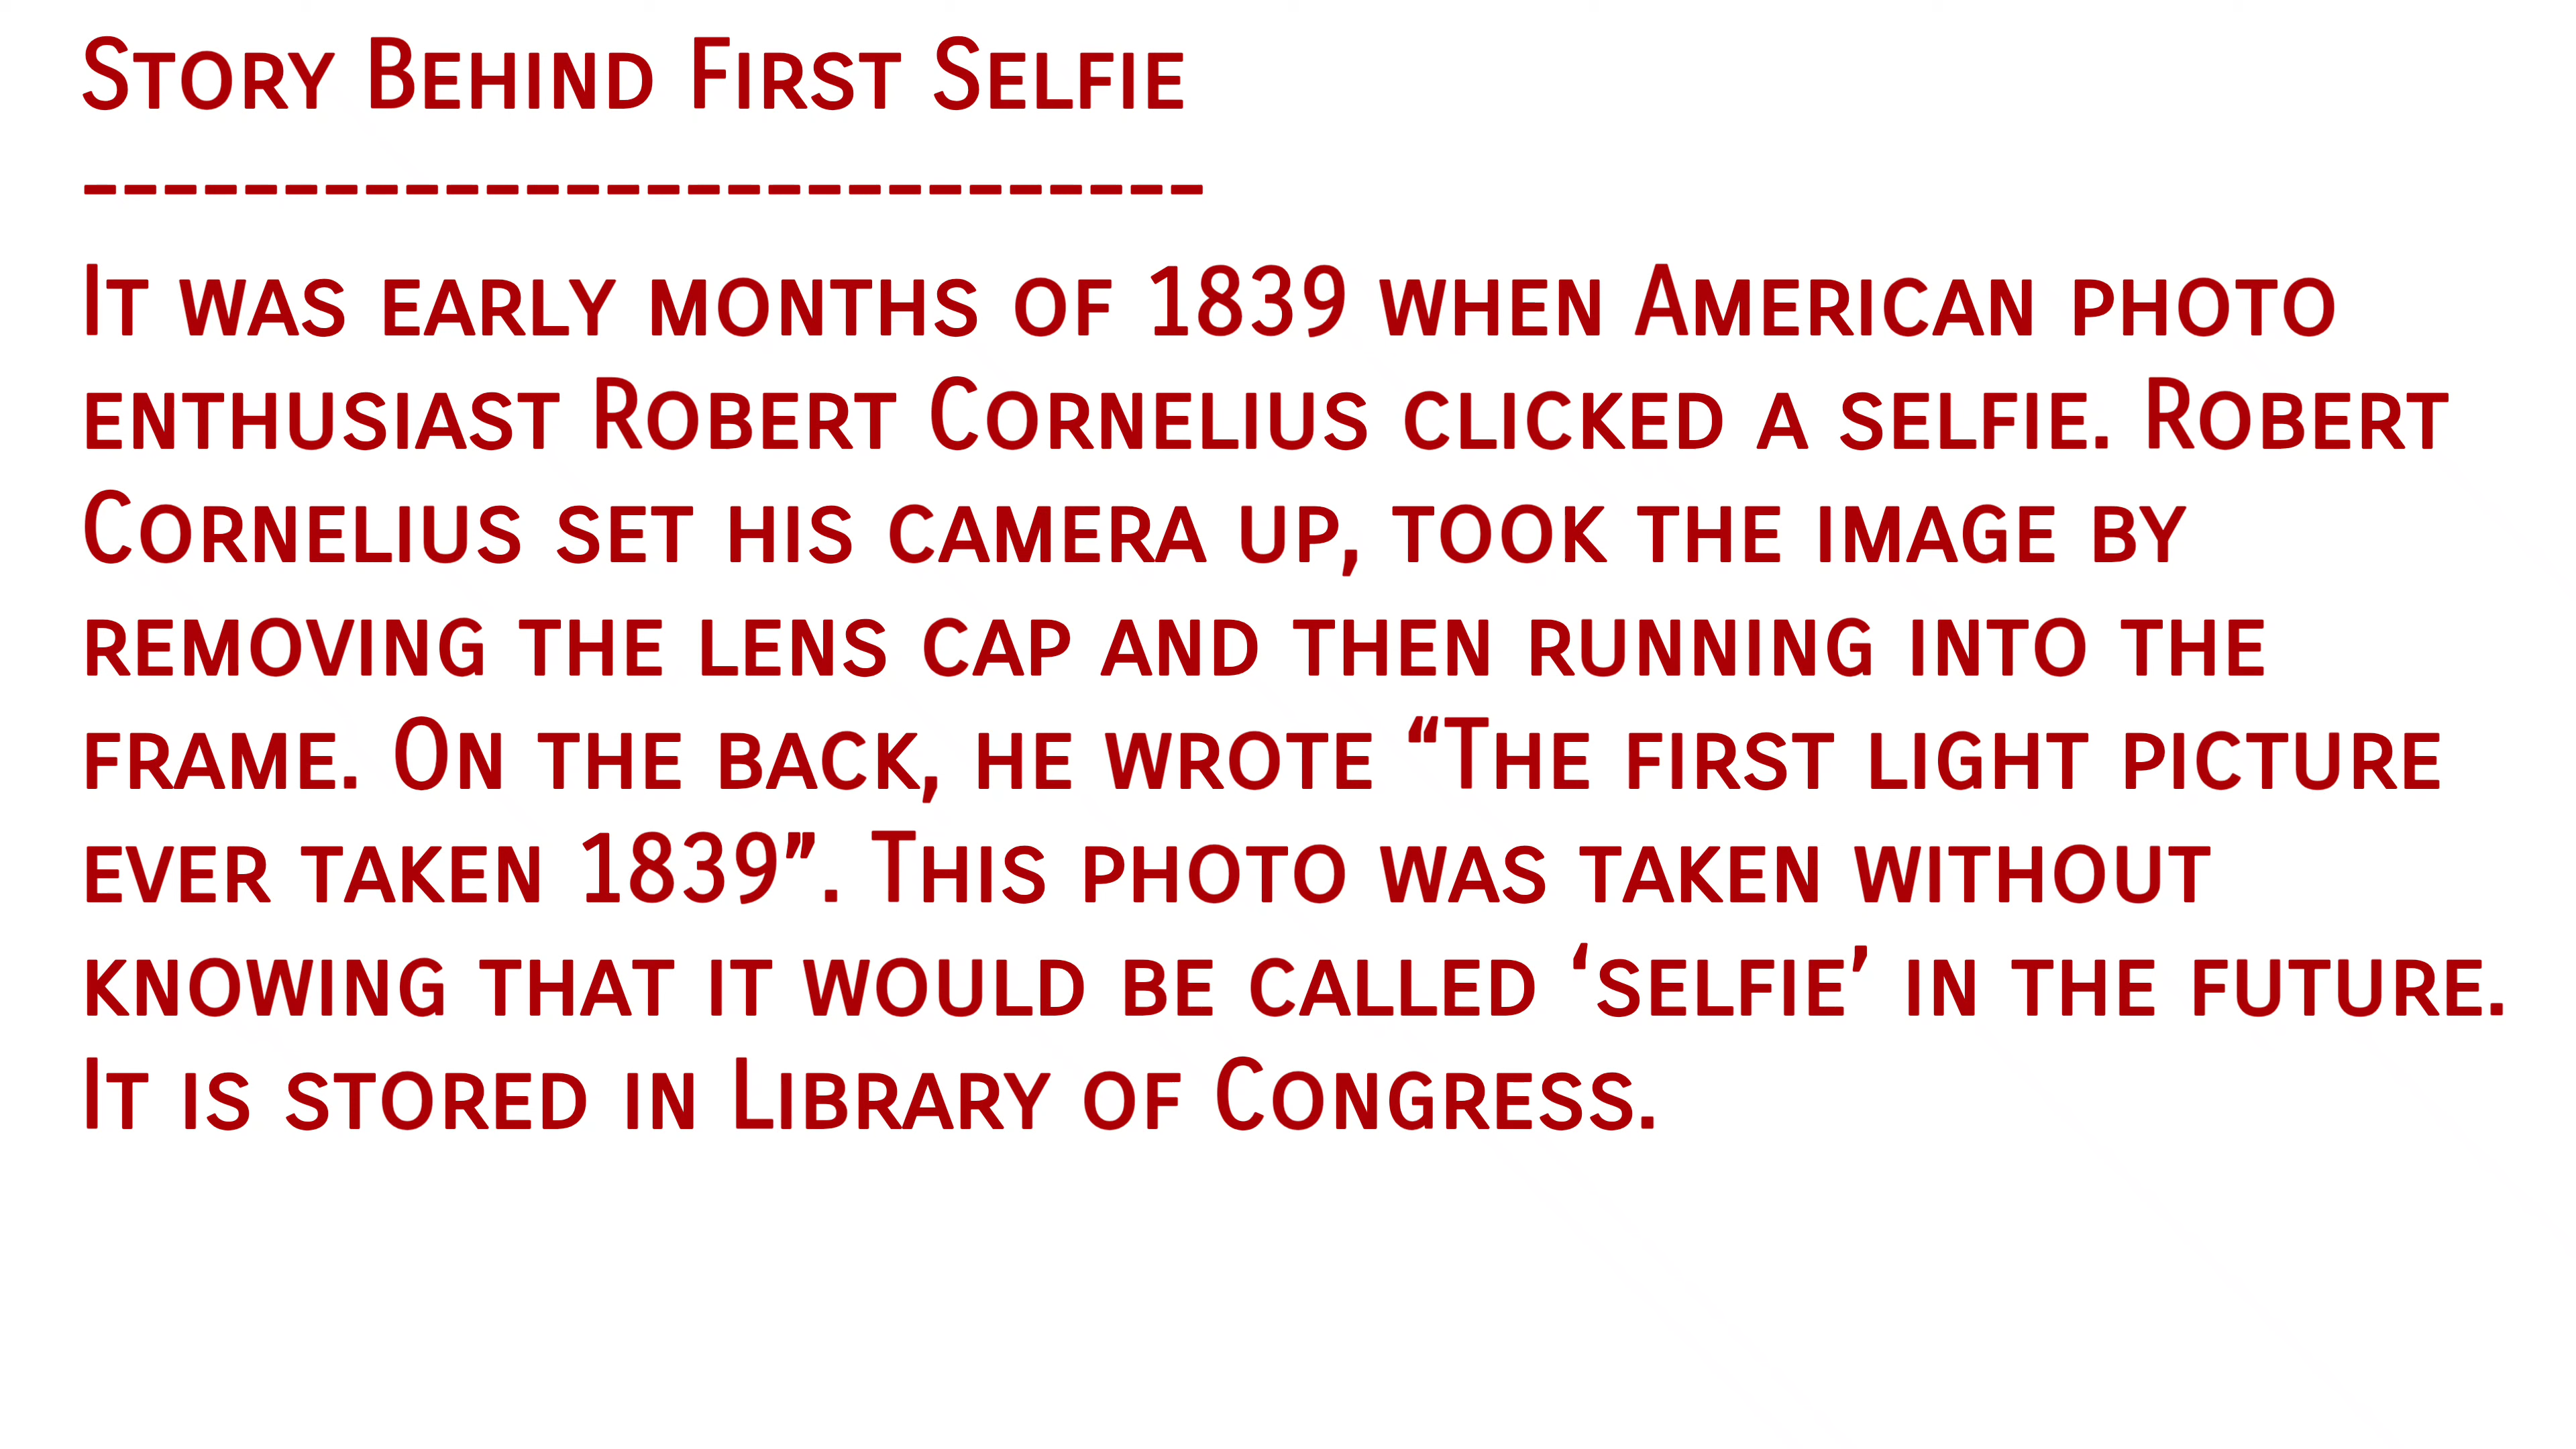 Story Behind First Selfie
----------------------------
It was early months of 1839 when American photo
enthusiast Robert Cornelius clicked a selfie. Robert
Cornelius set his camera up, took the image by
removing the lens cap and then running into the
frame. On the back, he wrote “The first light picture
ever taken 1839”. This photo was taken without
knowing that it would be called ‘selfie’ in the future.
It is stored in Library of Congress.